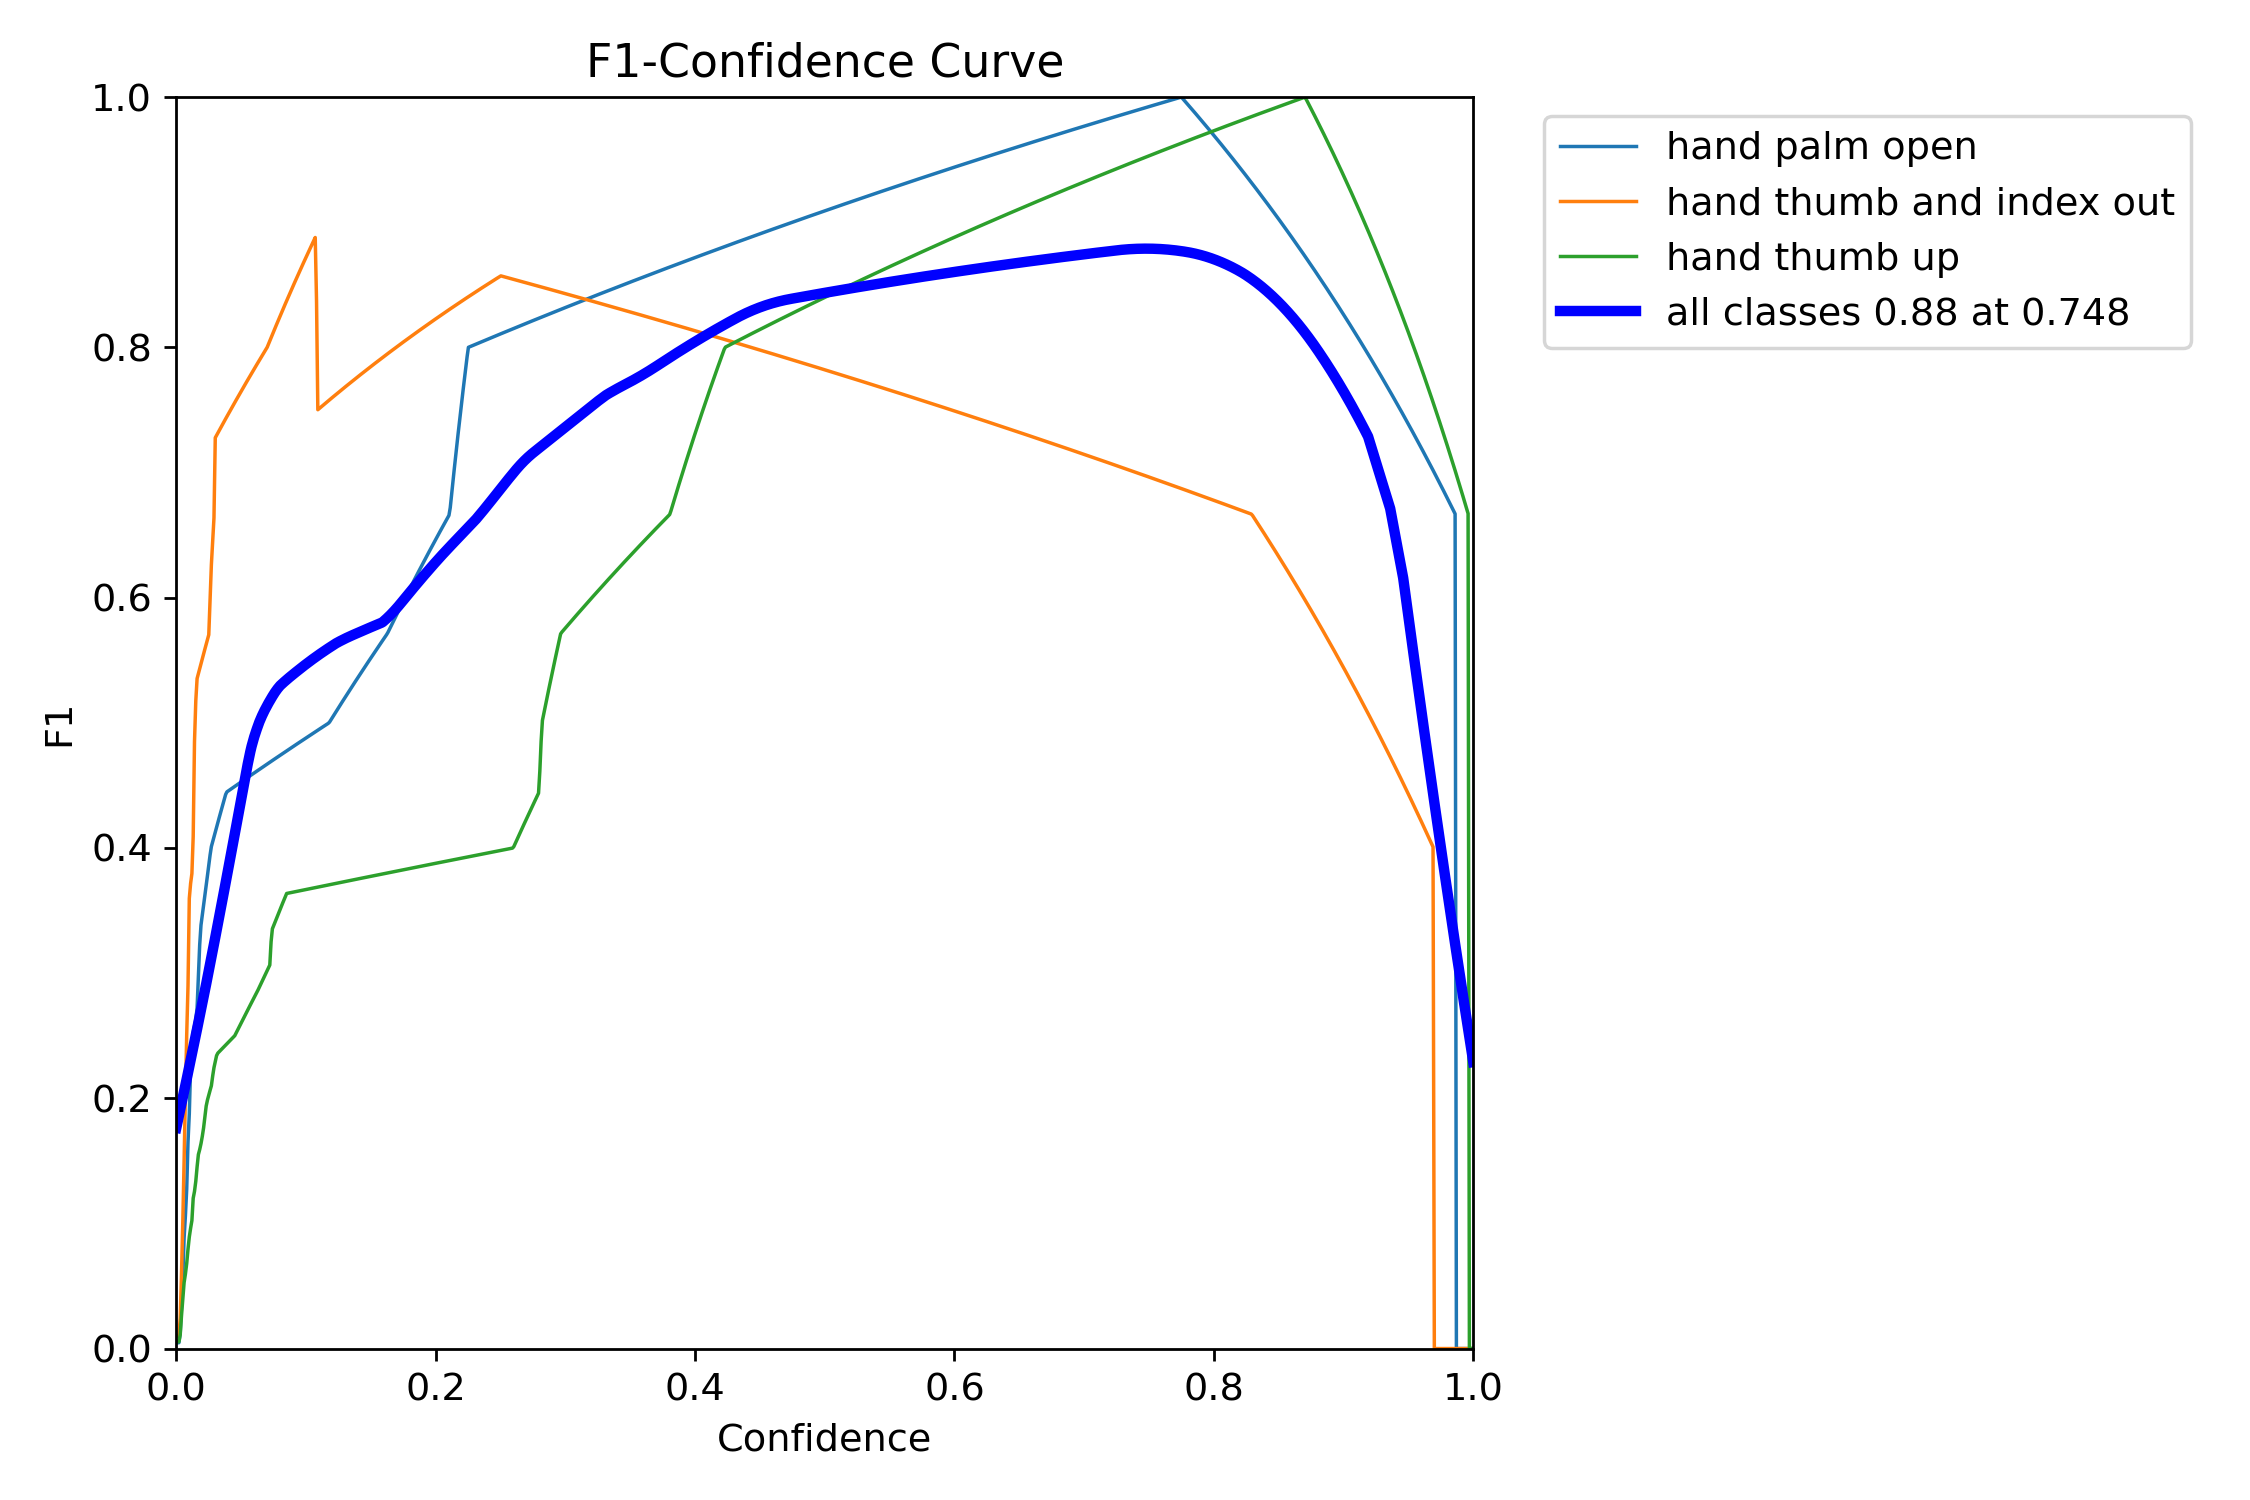 F1-Confidence Curve
1.0
0.8
0.6
0.4
0.2
0.0
F1
0.0 0.2 0.4 0.6 0.8 1.0
Confidence
hand palm open
hand thumb and index out
hand thumb up
all classes 0.88 at 0.748